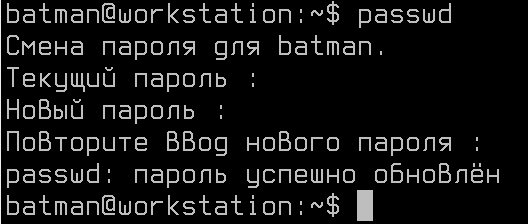 batman@workstation:~$ passwd
Смена пароля для batman.
Текущий пароль :
Новый пароль :
Повторите ввод нового пароля :
passwd: пароль успешно обновлён
batman@workstation:~$